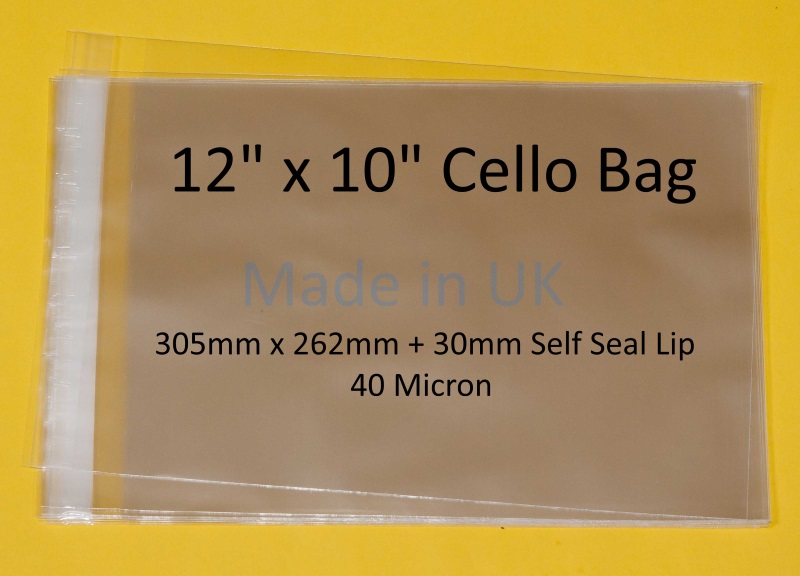 12" x 10" Cello Bag
Made in UK
305mm x 262mm + 30mm Self Seal Lip
40 Micron